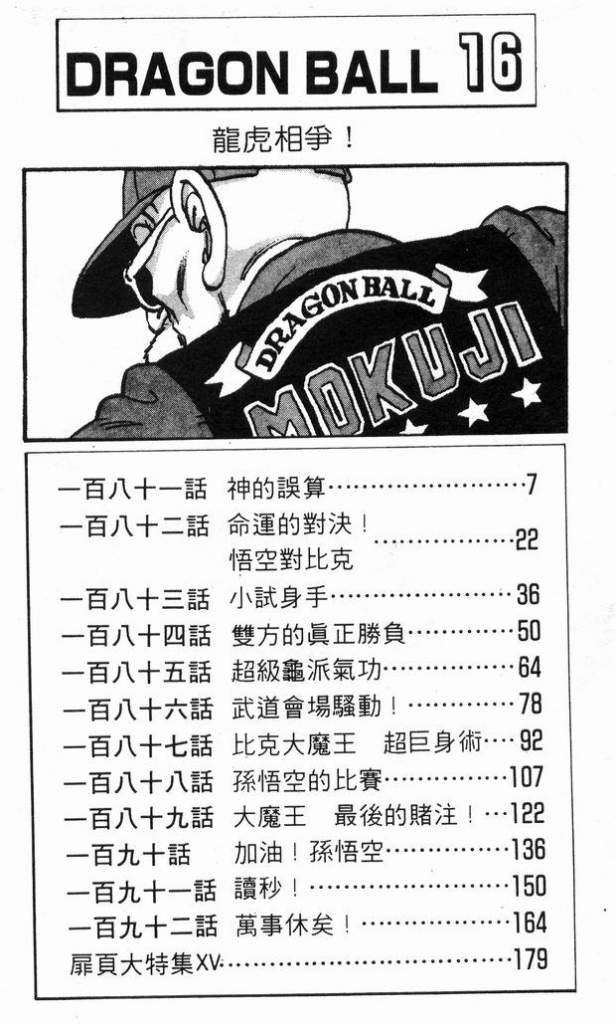 DRAGON BALL 16
龍虎相爭！
DRAGON BALL
MOKUJI
一百八十一話 神的誤算……………………7
一百八十二話 命運的對決！
悟空對比克………………22
一百八十三話 小試身手…………………36
一百八十四話 雙方的眞正勝負…………50
一百八十五話 超級龜派氣功……………64
一百八十六話 武道會場騷動！…………78
一百八十七話 比克大魔王 超巨身術…92
一百八十八話 孫悟空的比賽……………107
一百八十九話 大魔王 最後的賭注！…122
一百九十話 加油！孫悟空……………136
一百九十一話 讀秒！……………………150
一百九十二話 萬事休矣！………………164
扉頁大特集XV………………………………179